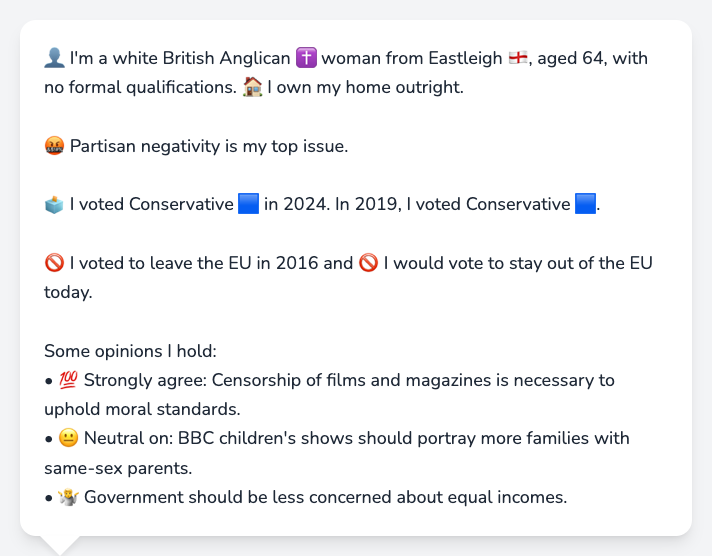 👤 I'm a white British Anglican ✝️ woman from Eastleigh 🏴󠁧󠁢󠁥󠁮󠁧󠁿, aged 64, with
no formal qualifications. 🏠 I own my home outright.
🤬 Partisan negativity is my top issue.
🗳️ I voted Conservative 🟦 in 2024. In 2019, I voted Conservative 🟦.
🚫 I voted to leave the EU in 2016 and 🚫 I would vote to stay out of the EU
today.
Some opinions I hold:
• 💯 Strongly agree: Censorship of films and magazines is necessary to
uphold moral standards.
• 😐 Neutral on: BBC children's shows should portray more families with
same-sex parents.
• 🤷 Government should be less concerned about equal incomes.